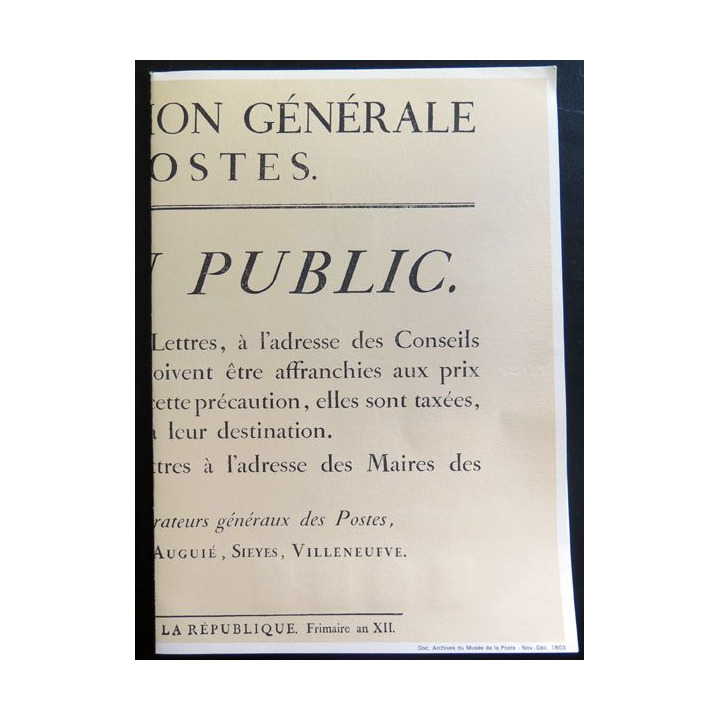 ION GÉNÉRALE
OSTES.
PUBLIC.
Lettres, à l'adresse des Conseils
oivent être affranchies aux prix
cette précaution, elles sont taxées,
à leur destination.
ttres à l'adresse des Maires des
rateurs généraux des Postes,
AUGUIÉ, SIEYES, VILLENEUFVE.
LA RÉPUBLIQUE. Frimaire an XII.
Doc. Archives du Musée de la Poste - Nov. Déc. 1803